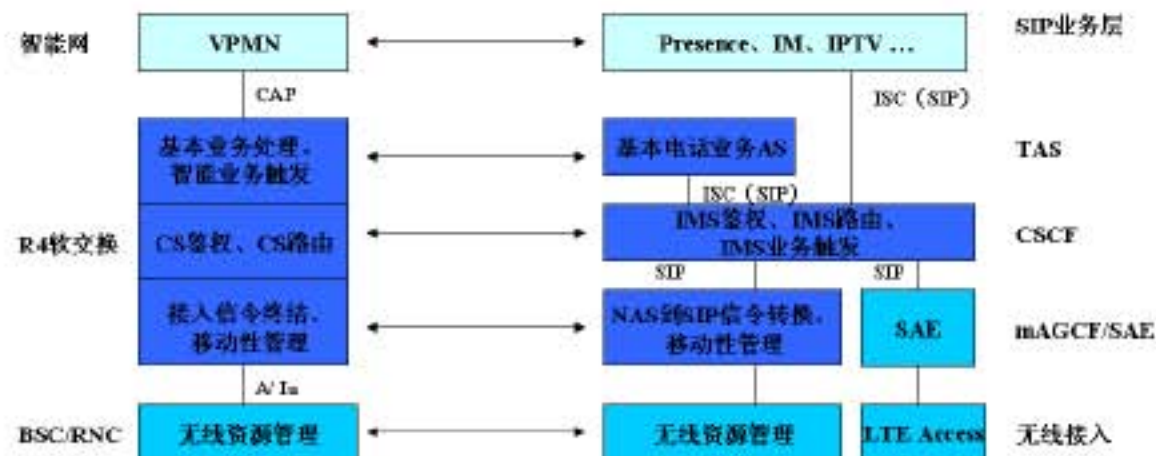 智能网
VPMN
Presence、IM、IPTV ...
SIP业务层
CAP
ISC（SIP）
基本业务处理、
智能业务触发
基本电话业务AS
TAS
ISC（SIP）
R4软交换
CS鉴权、CS路由
IMS鉴权、IMS路由、
IMS业务触发
CSCF
SIP
SIP
接入信令终结、
移动性管理
NAS到SIP信令转换、
移动性管理
SAE
mAGCF/SAE
A/ Iu
BSC/RNC
无线资源管理
无线资源管理
LTE Access
无线接入